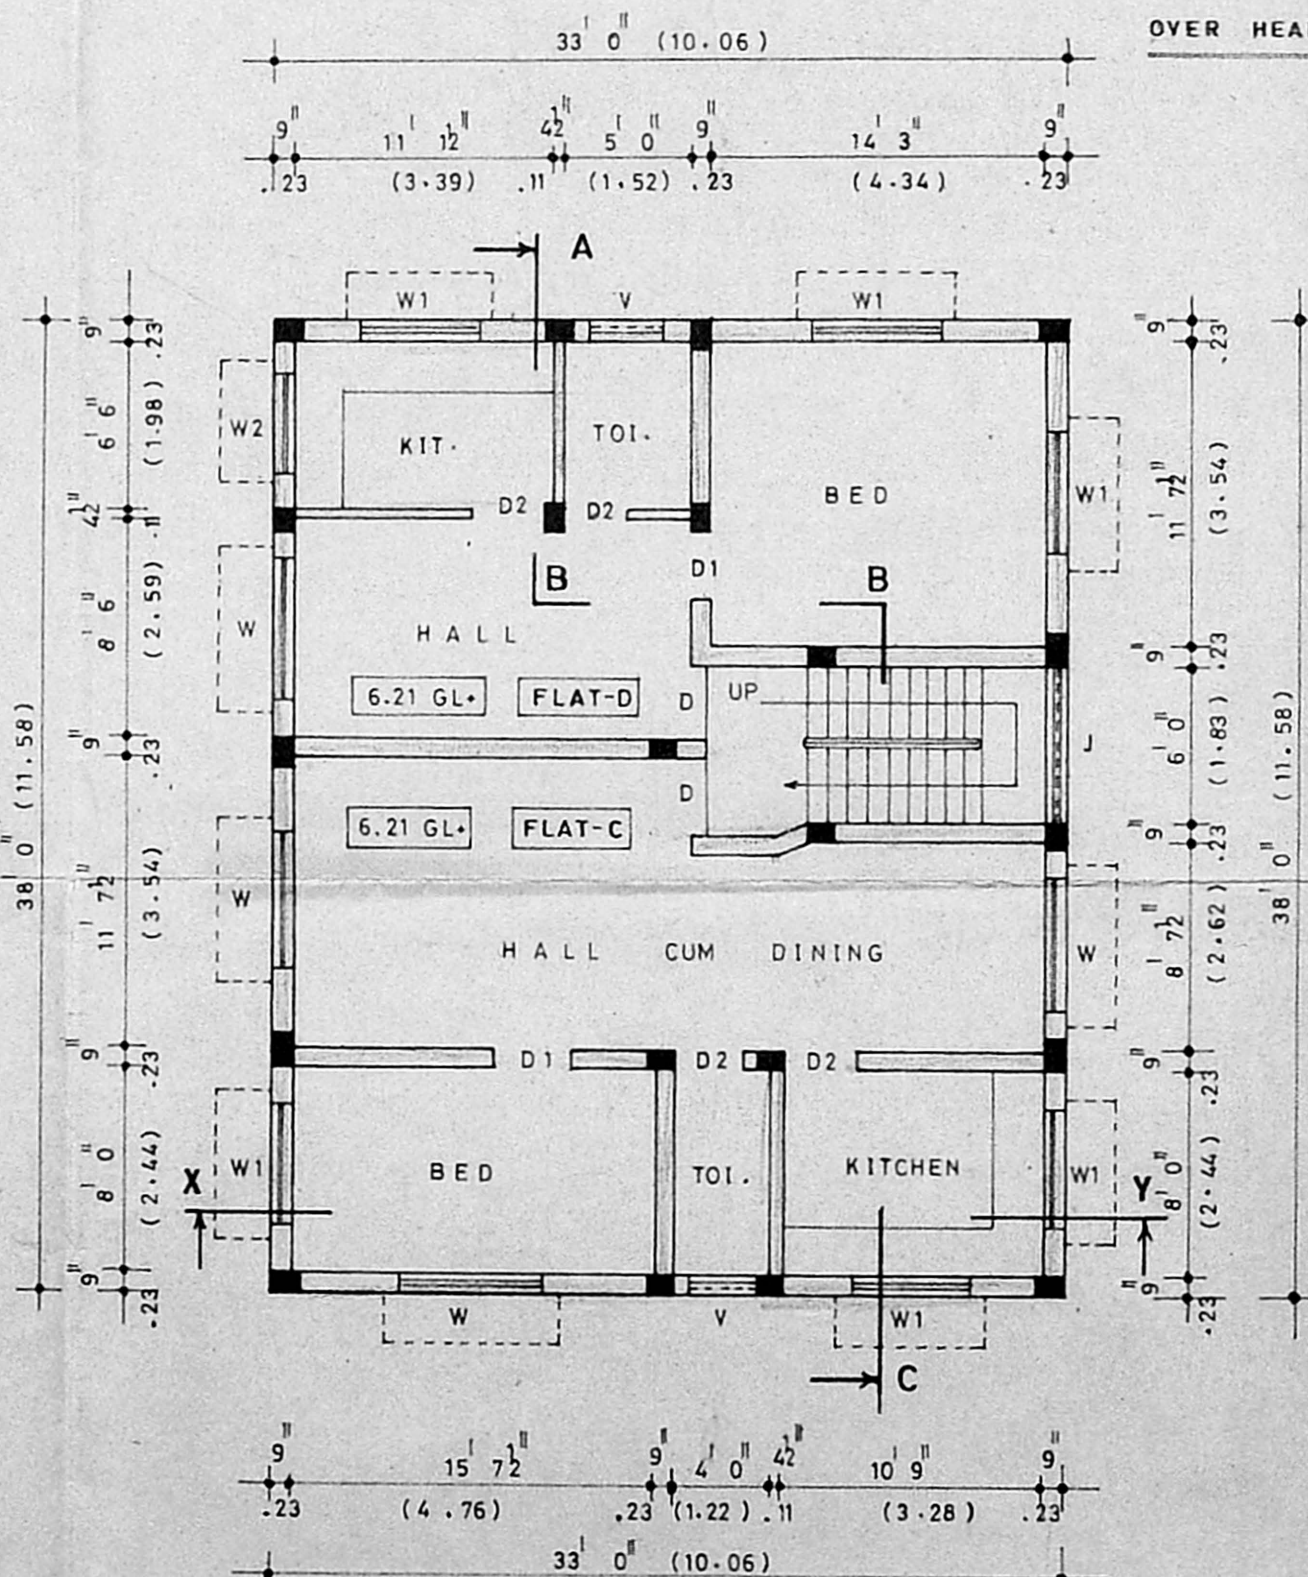 OVER HEA
33' 0" (10.06)
9" 11' 1½" 4½" 5' 0" 9" 14' 3" 9"
.23 (3.39) .11 (1.52) .23 (4.34) .23
A
W1 V W1
9" .23
6' 6" (1.98)
4½" .11
8' 6" (2.59)
9" .23
11' 7½" (3.54)
9" .23
8' 0" (2.44)
9" .23
38' 0" (11.58)
W2
KIT.
TOI.
BED
W1
D2 D2
D1
B B
W
HALL
6.21 GL+ FLAT-D D UP
J
D
6.21 GL+ FLAT-C
W
HALL CUM DINING
W
D1 D2 D2
W1
BED
TOI.
KITCHEN
W1
X Y
W V W1
C
9" .23
11' 7½" (3.54)
9" .23
6' 0" (1.83)
9" .23
8' 7½" (2.62)
9" .23
8' 0" (2.44)
9" .23
38' 0" (11.58)
9" 15' 7½" 9" 4' 0" 4½" 10' 9" 9"
.23 (4.76) .23 (1.22) .11 (3.28) .23
33' 0" (10.06)